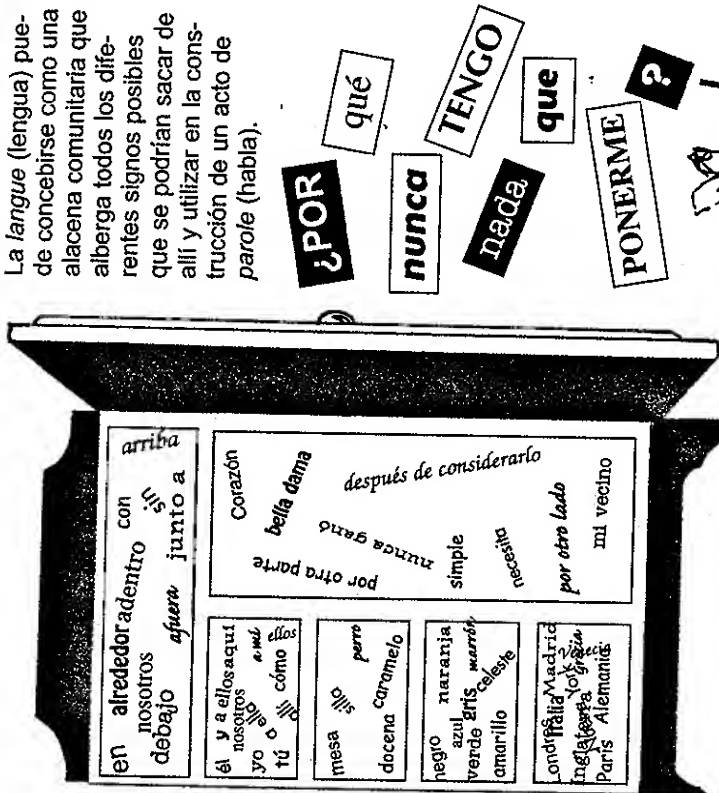 La langue (lengua) pue-
de concebirse como una
alacena comunitaria que
alberga todos los dife-
rentes signos posibles
que se podrían sacar de
allí y utilizar en la cons-
trucción de un acto de
parole (habla).
¿POR
qué
nunca
TENGO
nada
que
PONERME
?
en alrededor adentro con
arriba
nosotros
sin
debajo
afuera
junto a
él y a ellos aquí
nosotros
a mí
ellos
yo
a ella
tú
allí
cómo
mesa
silla
perro
docena
caramelo
negro
naranja
azul
marrón
verde
gris
celeste
amarillo
Londres
Madrid
Italia
York
Inglaterra
Grecia
París
Alemania
Corazón
bella dama
después de considerarlo
nunca ganó
por otra parte
simple
necesita
por otro lado
mi vecino